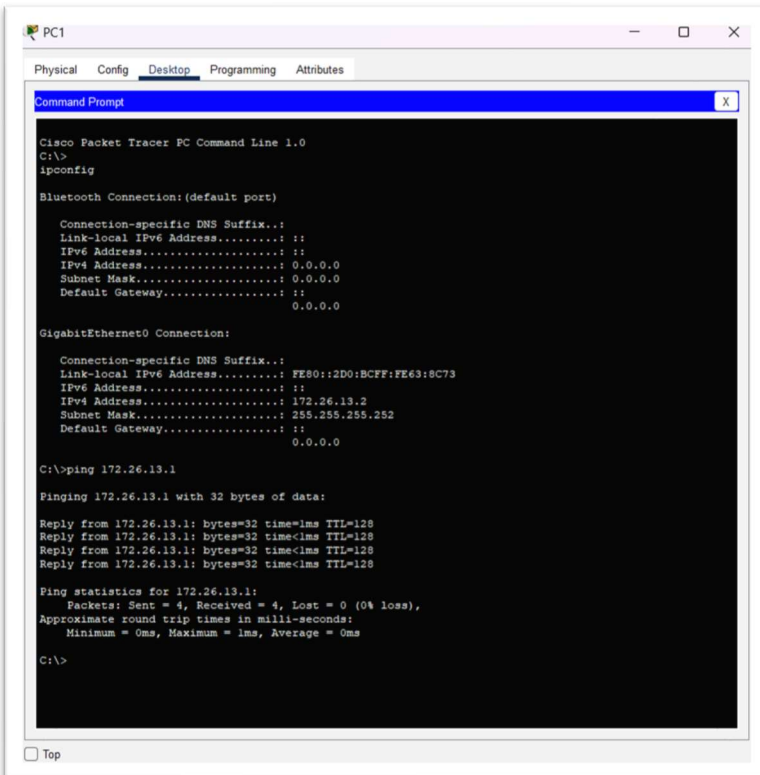 PC1
Physical Config Desktop Programming Attributes
Command Prompt X
Cisco Packet Tracer PC Command Line 1.0
C:\>
ipconfig
Bluetooth Connection:(default port)
Connection-specific DNS Suffix..:
Link-local IPv6 Address.........: ::
IPv6 Address....................: ::
IPv4 Address....................: 0.0.0.0
Subnet Mask.....................: 0.0.0.0
Default Gateway.................: ::
0.0.0.0
GigabitEthernet0 Connection:
Connection-specific DNS Suffix..:
Link-local IPv6 Address.........: FE80::2D0:BCFF:FE63:8C73
IPv6 Address....................: ::
IPv4 Address....................: 172.26.13.2
Subnet Mask.....................: 255.255.255.252
Default Gateway.................: ::
0.0.0.0
C:\>ping 172.26.13.1
Pinging 172.26.13.1 with 32 bytes of data:
Reply from 172.26.13.1: bytes=32 time=1ms TTL=128
Reply from 172.26.13.1: bytes=32 time<1ms TTL=128
Reply from 172.26.13.1: bytes=32 time<1ms TTL=128
Reply from 172.26.13.1: bytes=32 time<1ms TTL=128
Ping statistics for 172.26.13.1:
Packets: Sent = 4, Received = 4, Lost = 0 (0% loss),
Approximate round trip times in milli-seconds:
Minimum = 0ms, Maximum = 1ms, Average = 0ms
C:\>
Top